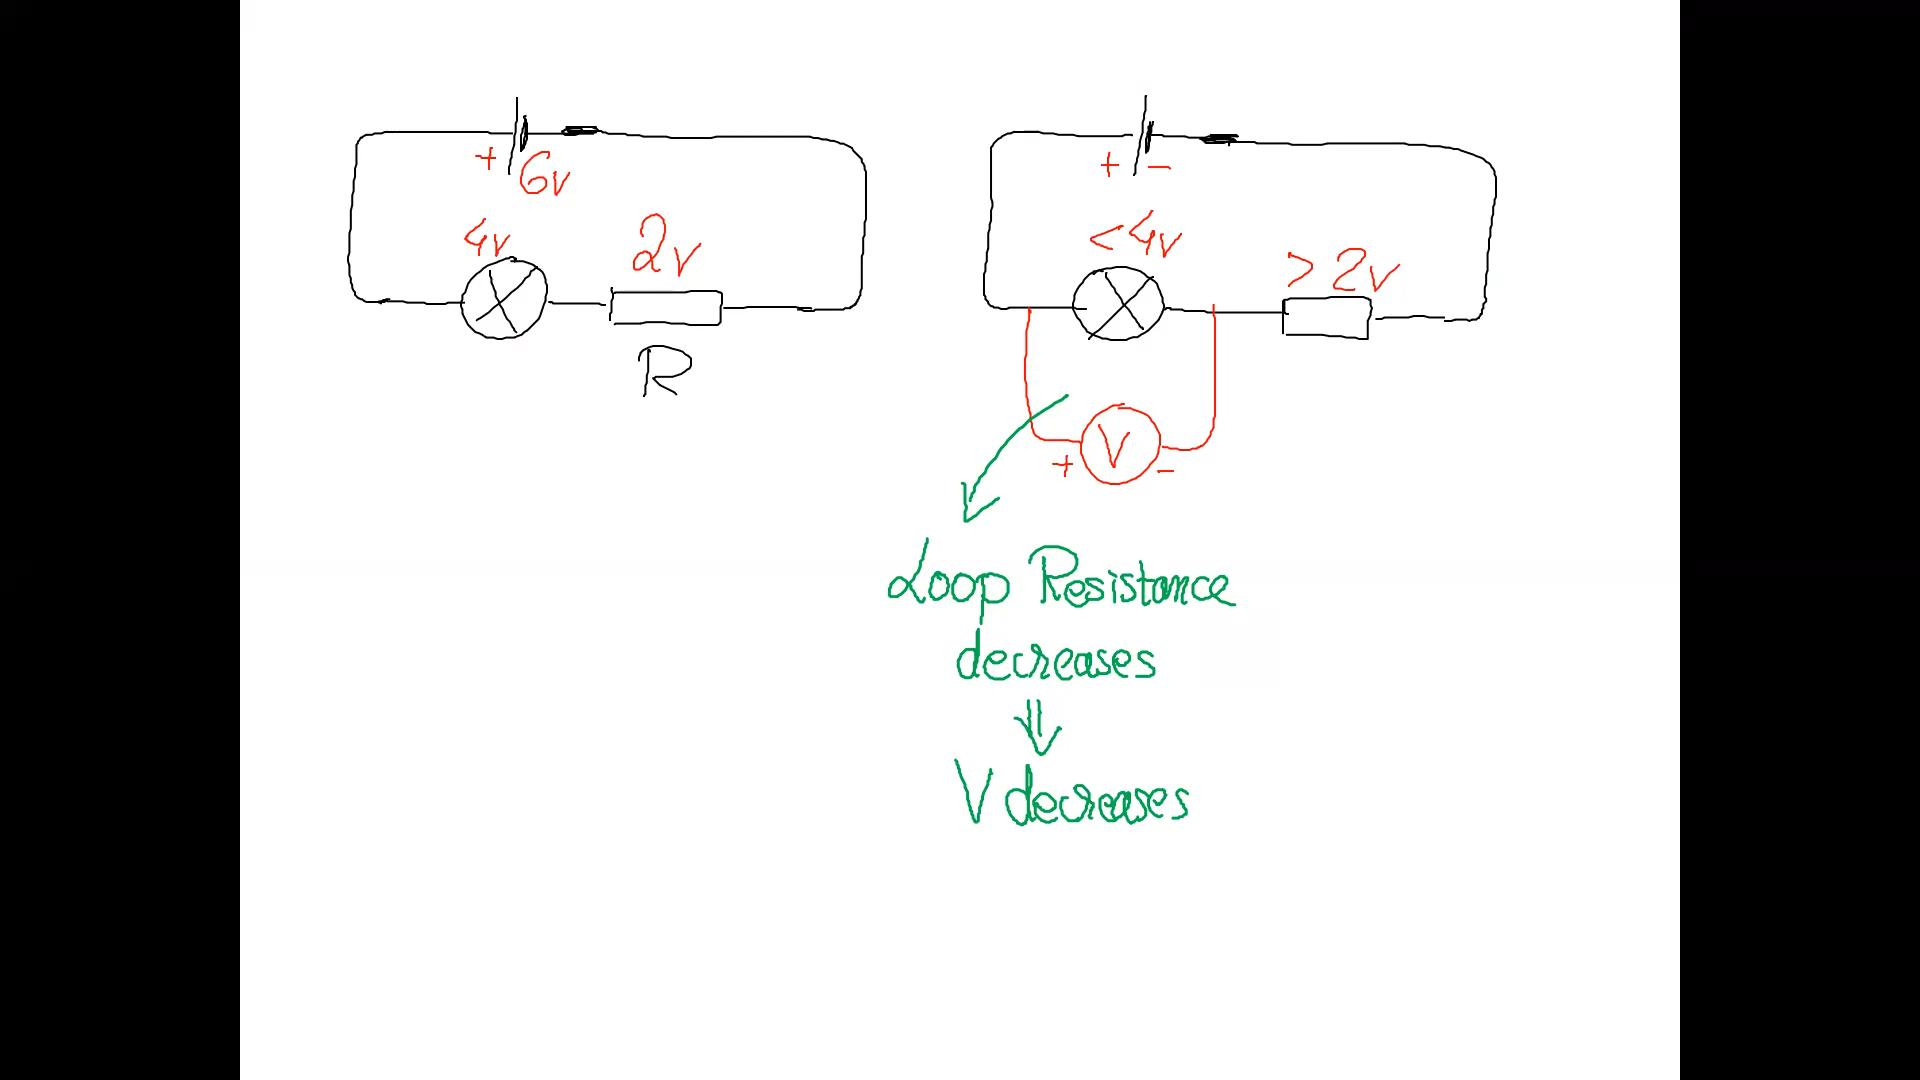 +
6v
4v
2v
R
+ -
<4v
>2v
V
+ -
Loop Resistance
decreases
⇓
V decreases